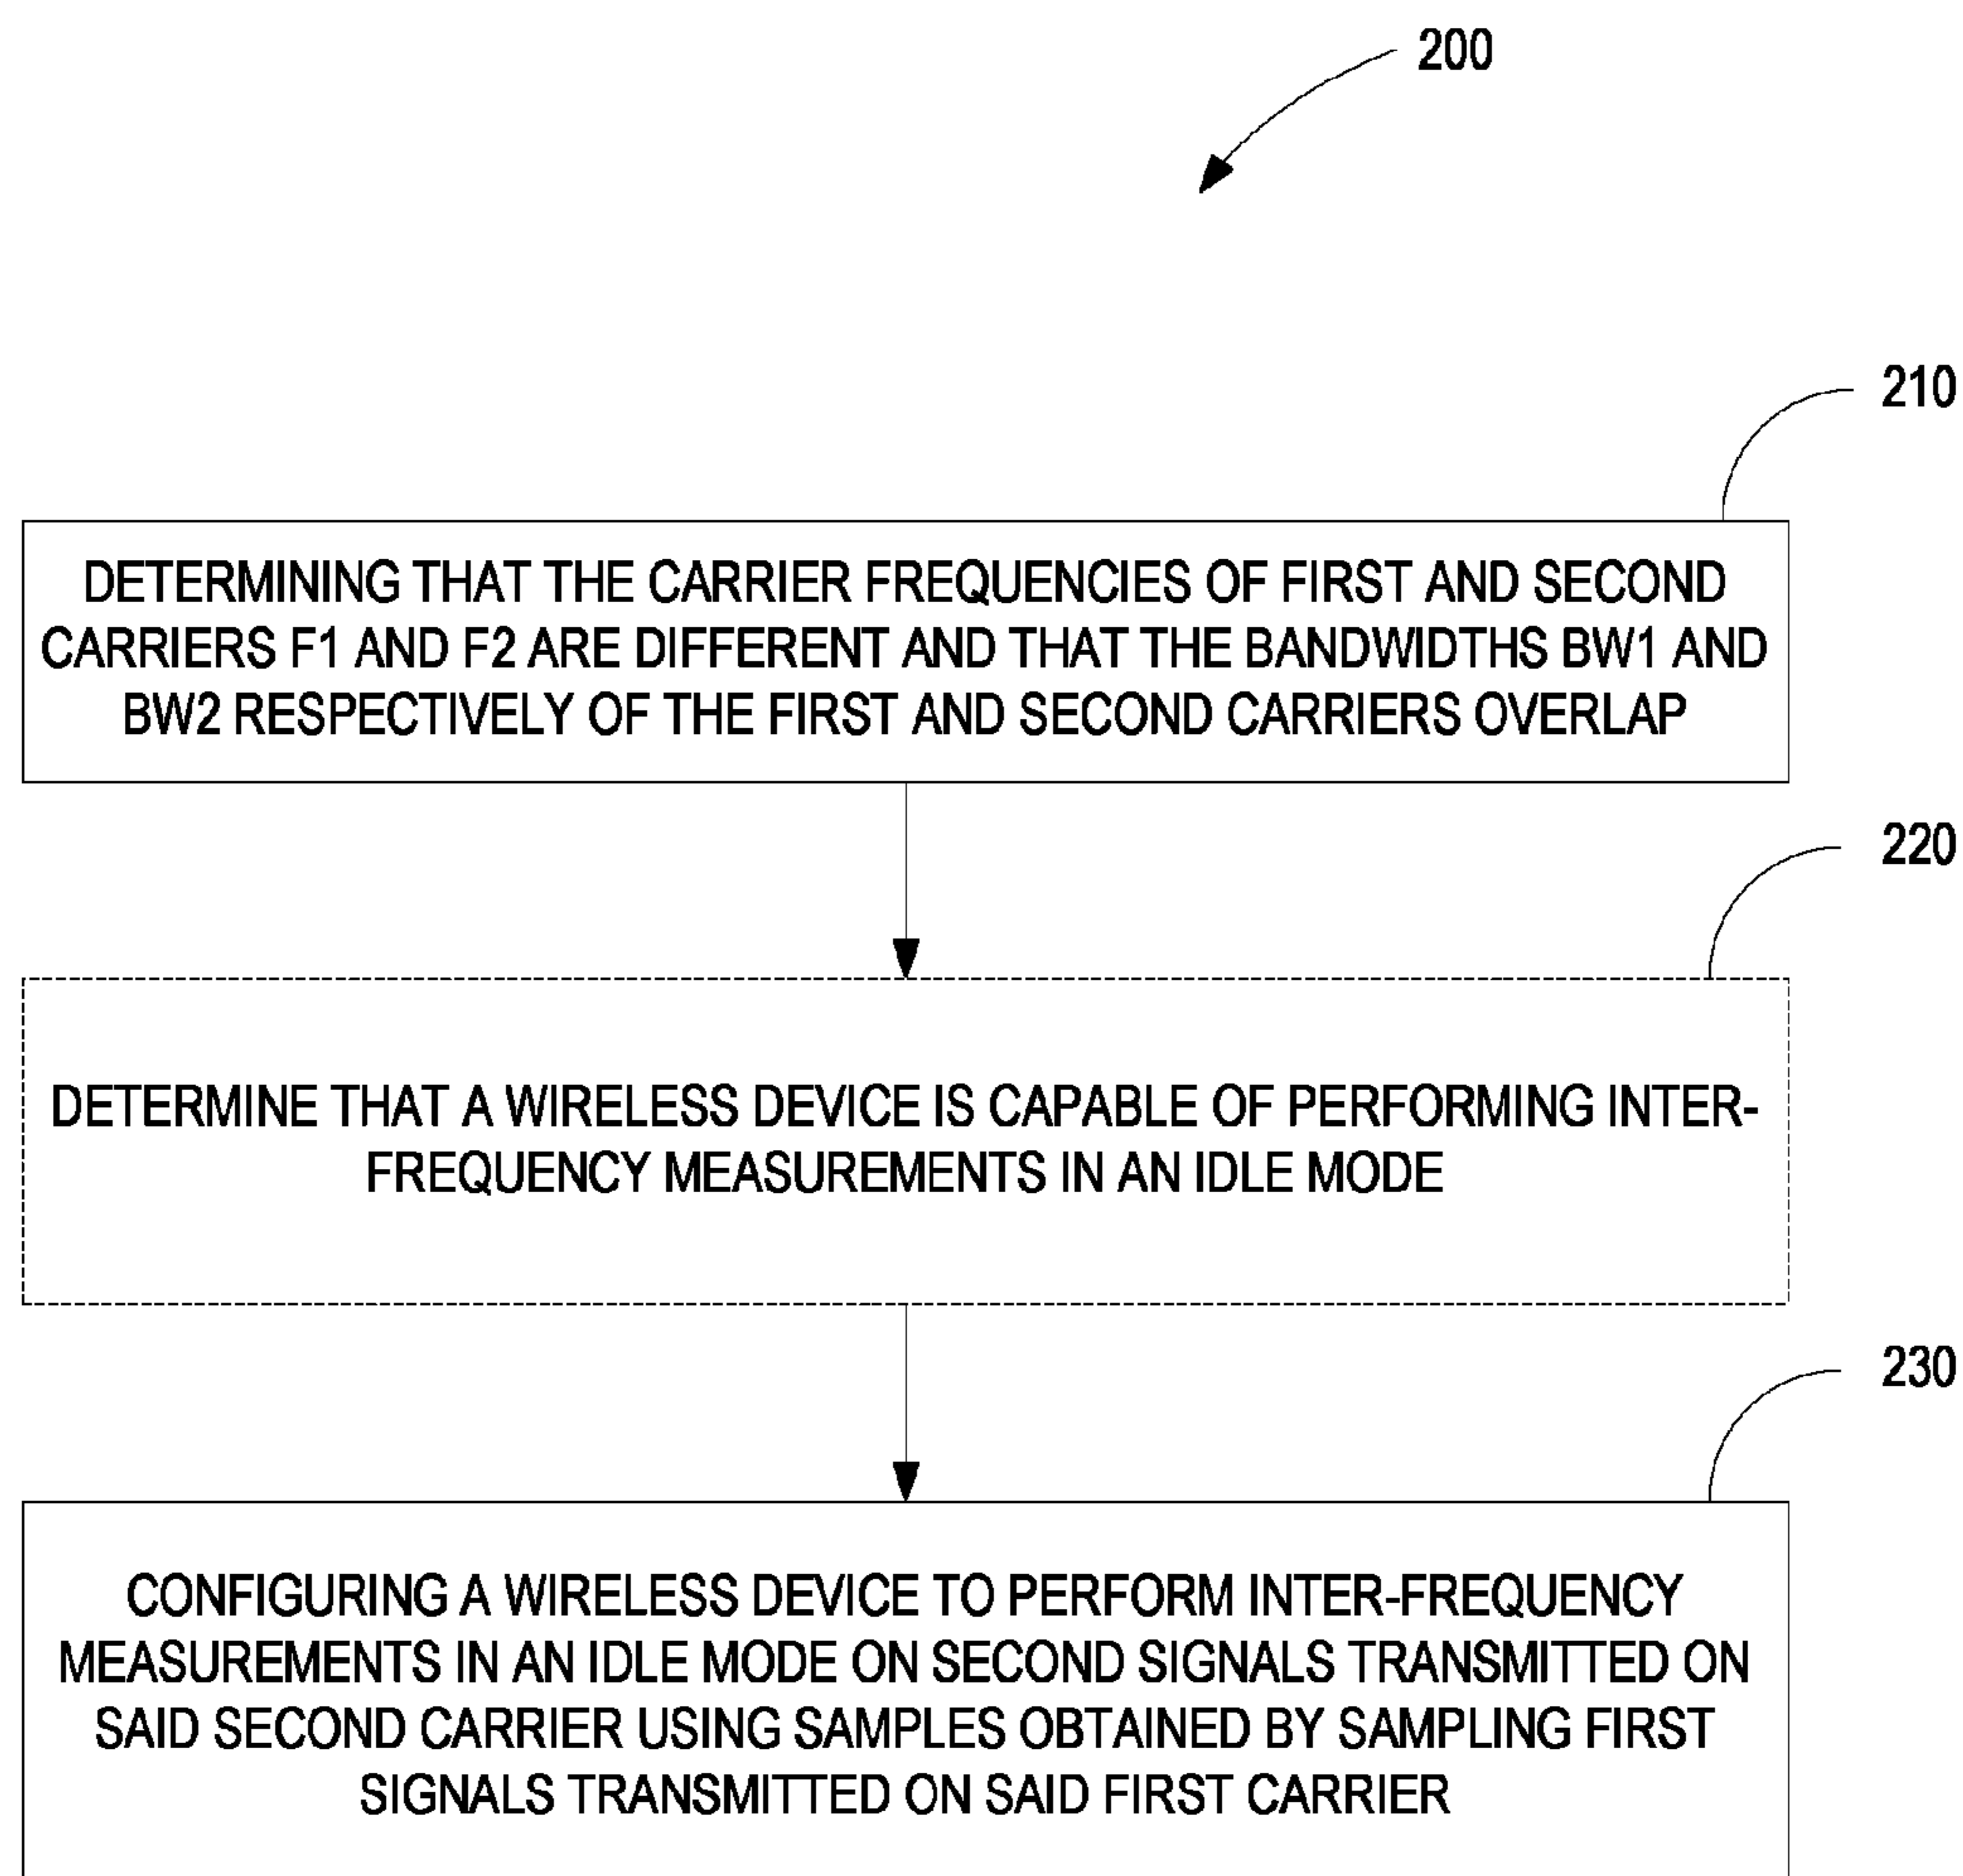 200
210
DETERMINING THAT THE CARRIER FREQUENCIES OF FIRST AND SECOND
CARRIERS F1 AND F2 ARE DIFFERENT AND THAT THE BANDWIDTHS BW1 AND
BW2 RESPECTIVELY OF THE FIRST AND SECOND CARRIERS OVERLAP
220
DETERMINE THAT A WIRELESS DEVICE IS CAPABLE OF PERFORMING INTER-
FREQUENCY MEASUREMENTS IN AN IDLE MODE
230
CONFIGURING A WIRELESS DEVICE TO PERFORM INTER-FREQUENCY
MEASUREMENTS IN AN IDLE MODE ON SECOND SIGNALS TRANSMITTED ON
SAID SECOND CARRIER USING SAMPLES OBTAINED BY SAMPLING FIRST
SIGNALS TRANSMITTED ON SAID FIRST CARRIER